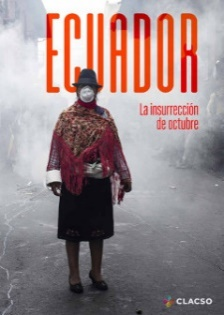 ECUADOR
La insurrección
de octubre
CLACSO